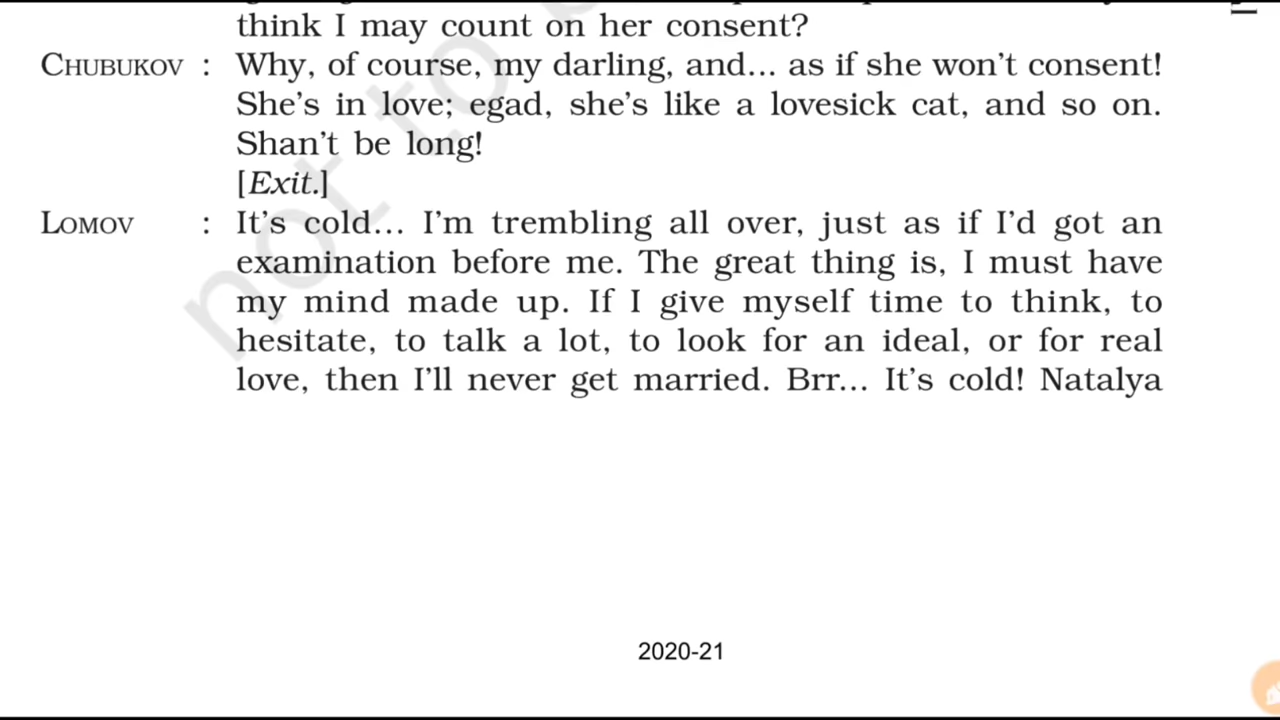 think I may count on her consent?
CHUBUKOV : Why, of course, my darling, and... as if she won't consent!
She's in love; egad, she's like a lovesick cat, and so on.
Shan't be long!
[Exit.]
LOMOV : It's cold... I'm trembling all over, just as if I'd got an
examination before me. The great thing is, I must have
my mind made up. If I give myself time to think, to
hesitate, to talk a lot, to look for an ideal, or for real
love, then I'll never get married. Brr... It's cold! Natalya
not to b
2020-21